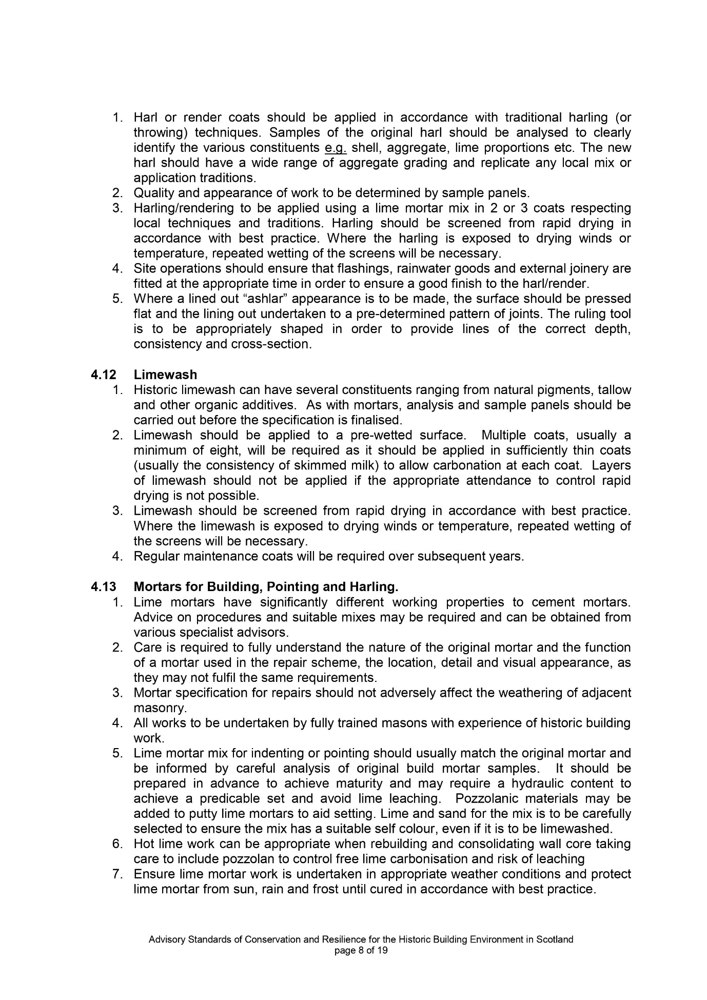 1. Harl or render coats should be applied in accordance with traditional harling (or
throwing) techniques. Samples of the original harl should be analysed to clearly
identify the various constituents e.g. shell, aggregate, lime proportions etc. The new
harl should have a wide range of aggregate grading and replicate any local mix or
application traditions.
2. Quality and appearance of work to be determined by sample panels.
3. Harling/rendering to be applied using a lime mortar mix in 2 or 3 coats respecting
local techniques and traditions. Harling should be screened from rapid drying in
accordance with best practice. Where the harling is exposed to drying winds or
temperature, repeated wetting of the screens will be necessary.
4. Site operations should ensure that flashings, rainwater goods and external joinery are
fitted at the appropriate time in order to ensure a good finish to the harl/render.
5. Where a lined out “ashlar” appearance is to be made, the surface should be pressed
flat and the lining out undertaken to a pre-determined pattern of joints. The ruling tool
is to be appropriately shaped in order to provide lines of the correct depth,
consistency and cross-section.
4.12 Limewash
1. Historic limewash can have several constituents ranging from natural pigments, tallow
and other organic additives. As with mortars, analysis and sample panels should be
carried out before the specification is finalised.
2. Limewash should be applied to a pre-wetted surface. Multiple coats, usually a
minimum of eight, will be required as it should be applied in sufficiently thin coats
(usually the consistency of skimmed milk) to allow carbonation at each coat. Layers
of limewash should not be applied if the appropriate attendance to control rapid
drying is not possible.
3. Limewash should be screened from rapid drying in accordance with best practice.
Where the limewash is exposed to drying winds or temperature, repeated wetting of
the screens will be necessary.
4. Regular maintenance coats will be required over subsequent years.
4.13 Mortars for Building, Pointing and Harling.
1. Lime mortars have significantly different working properties to cement mortars.
Advice on procedures and suitable mixes may be required and can be obtained from
various specialist advisors.
2. Care is required to fully understand the nature of the original mortar and the function
of a mortar used in the repair scheme, the location, detail and visual appearance, as
they may not fulfil the same requirements.
3. Mortar specification for repairs should not adversely affect the weathering of adjacent
masonry.
4. All works to be undertaken by fully trained masons with experience of historic building
work.
5. Lime mortar mix for indenting or pointing should usually match the original mortar and
be informed by careful analysis of original build mortar samples. It should be
prepared in advance to achieve maturity and may require a hydraulic content to
achieve a predicable set and avoid lime leaching. Pozzolanic materials may be
added to putty lime mortars to aid setting. Lime and sand for the mix is to be carefully
selected to ensure the mix has a suitable self colour, even if it is to be limewashed.
6. Hot lime work can be appropriate when rebuilding and consolidating wall core taking
care to include pozzolan to control free lime carbonisation and risk of leaching
7. Ensure lime mortar work is undertaken in appropriate weather conditions and protect
lime mortar from sun, rain and frost until cured in accordance with best practice.
Advisory Standards of Conservation and Resilience for the Historic Building Environment in Scotland
page 8 of 19